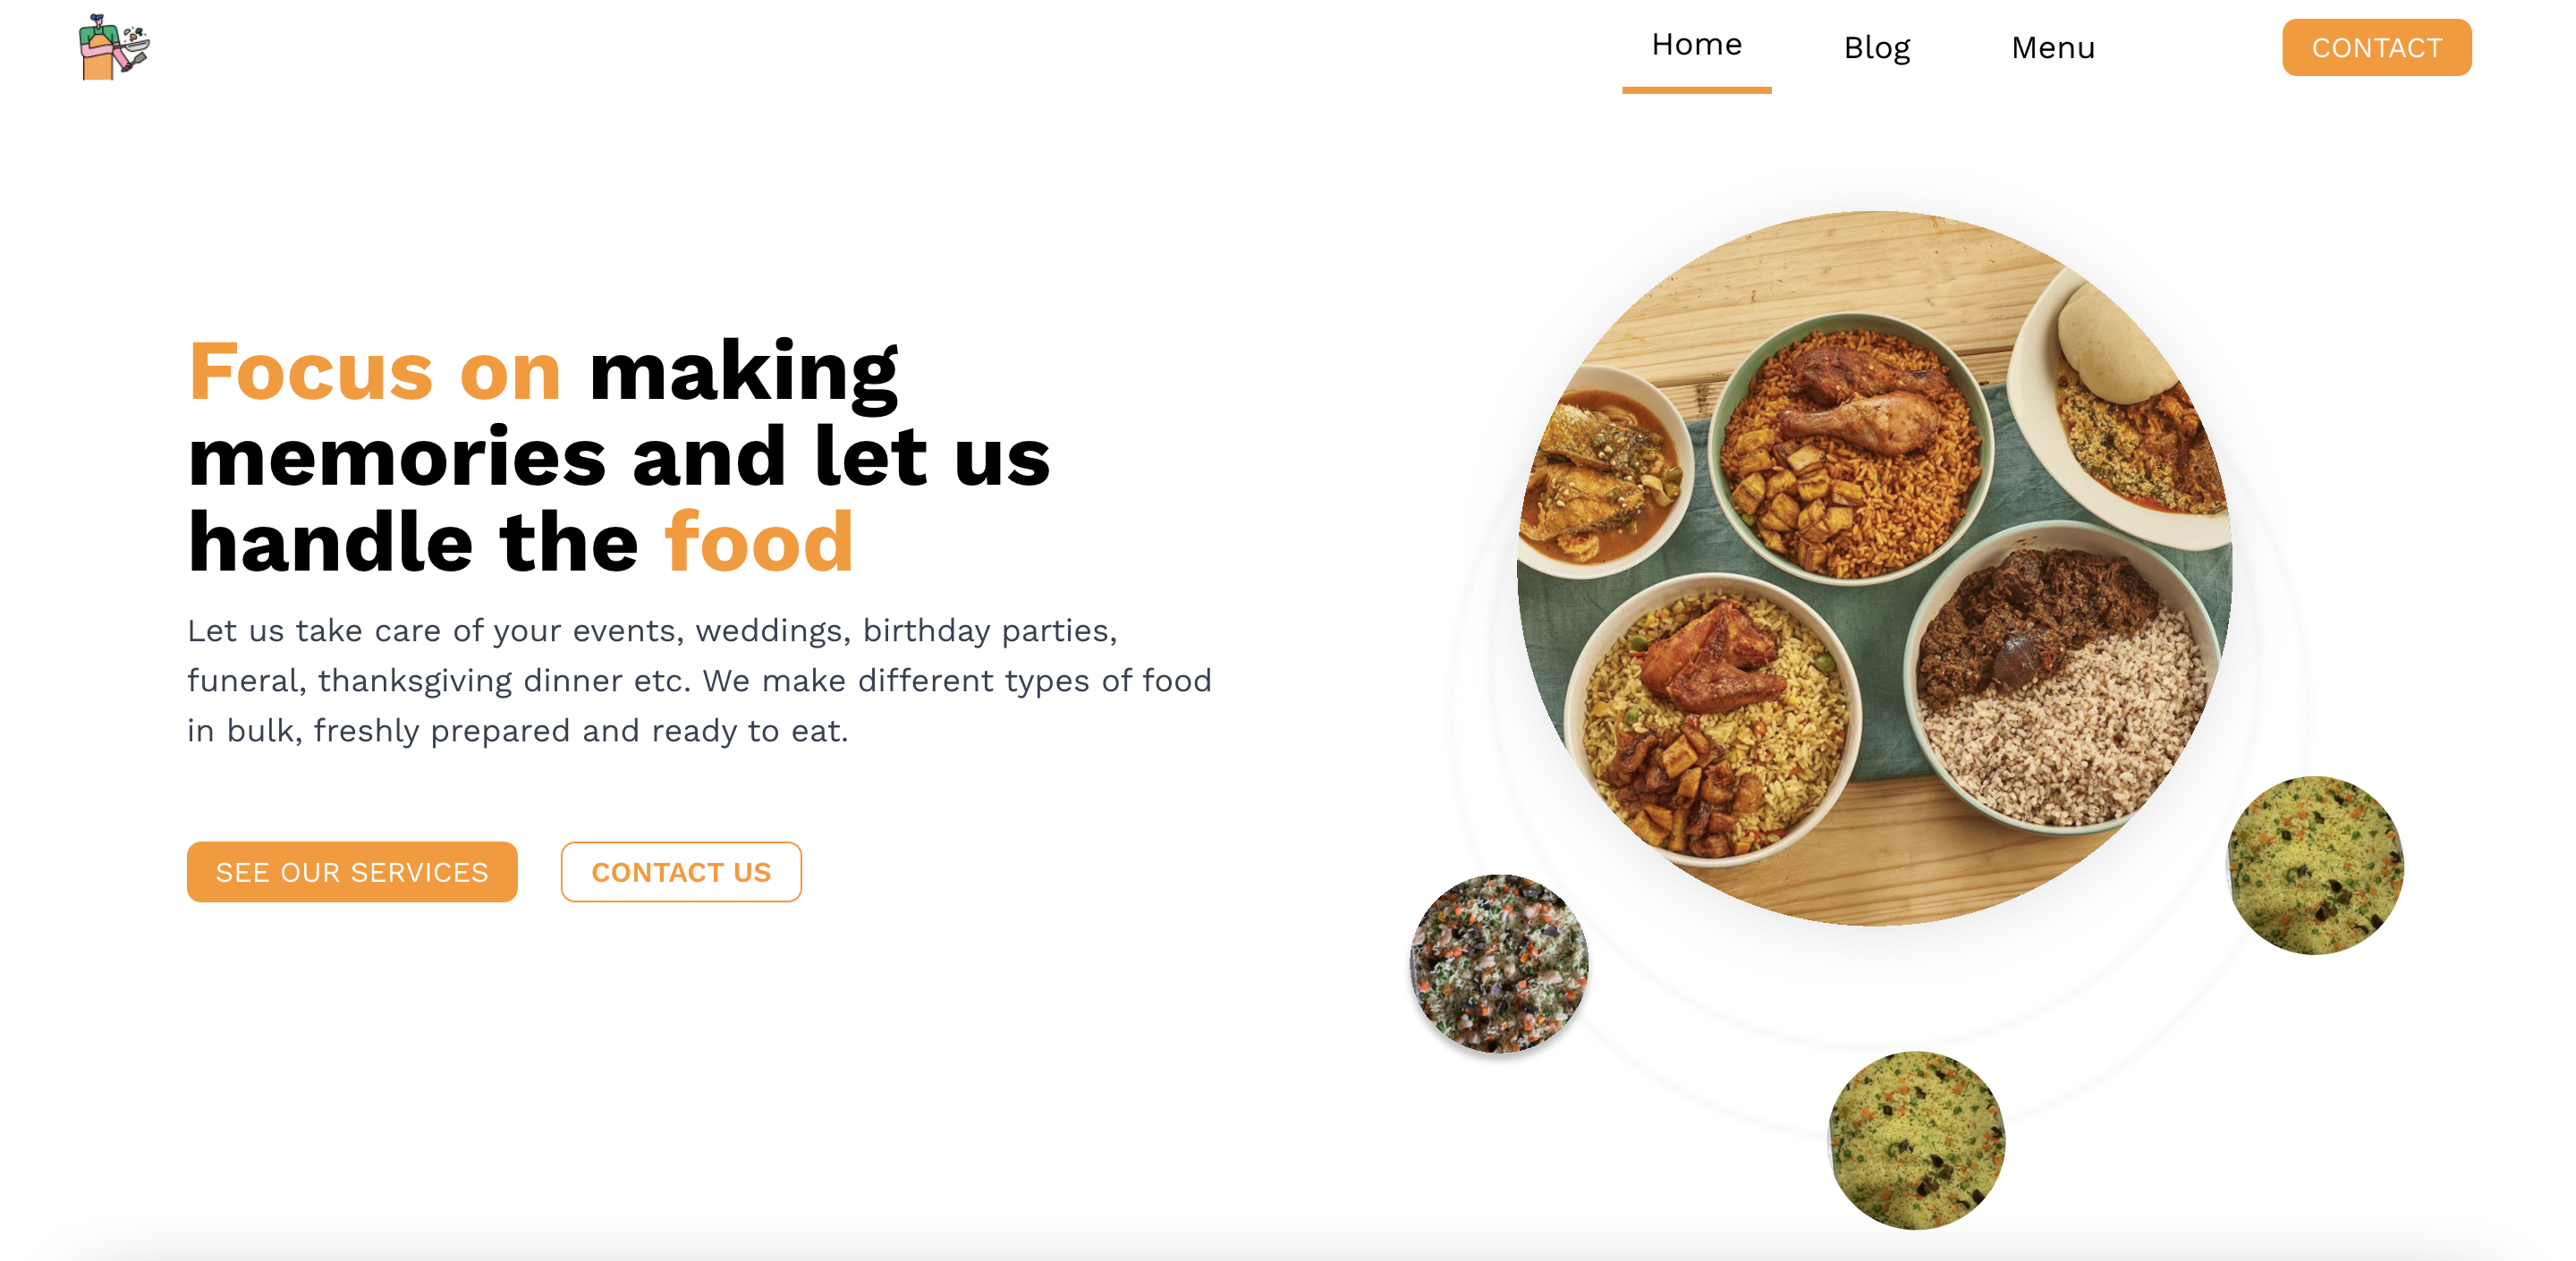 Home
Blog
Menu
CONTACT
Focus on making
memories and let us
handle the food
Let us take care of your events, weddings, birthday parties,
funeral, thanksgiving dinner etc. We make different types of food
in bulk, freshly prepared and ready to eat.
SEE OUR SERVICES
CONTACT US